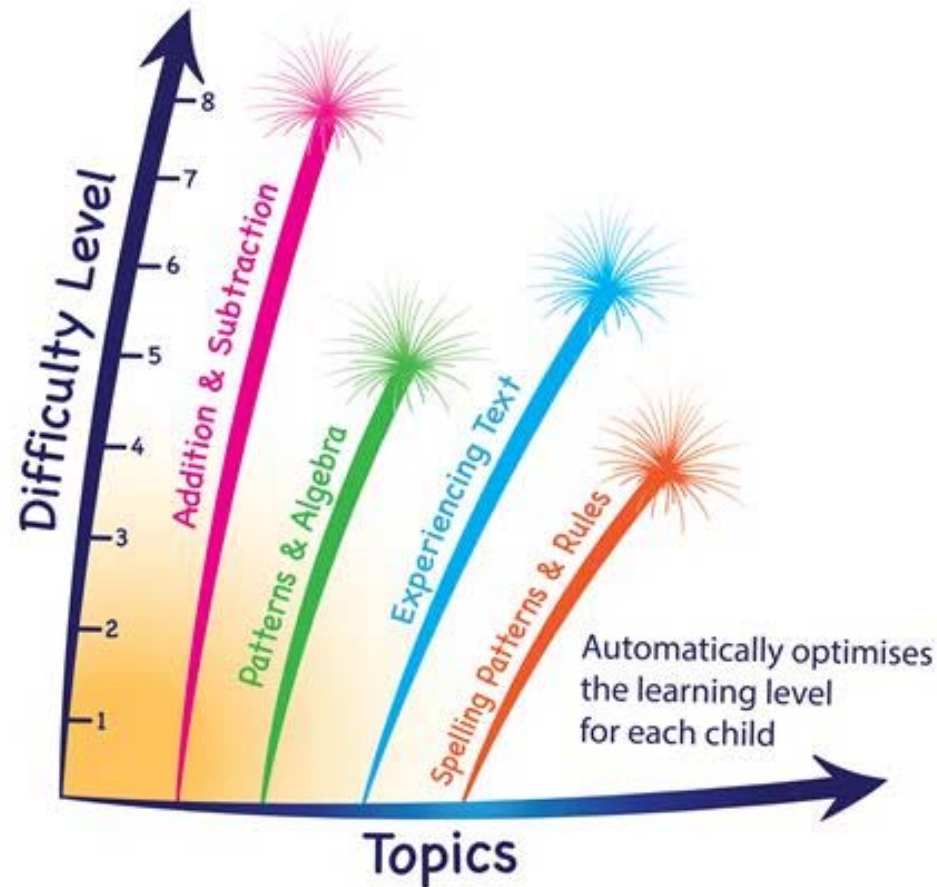 8
7
6
5
4
3
2
1
Difficulty Level
Addition & Subtraction
Patterns & Algebra
Experiencing Text
Spelling Patterns & Rules
Automatically optimises
the learning level
for each child
Topics